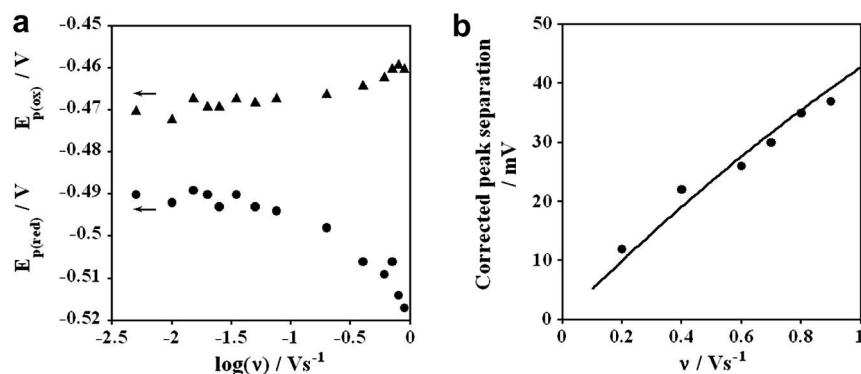 a
E_p(ox) / V
E_p(red) / V
-0.45
-0.46
-0.47
-0.48
-0.49
-0.5
-0.51
-0.52
-2.5 -2 -1.5 -1 -0.5 0
log(ν) / Vs⁻¹
b
Corrected peak separation
/ mV
50
40
30
20
10
0
0 0.2 0.4 0.6 0.8 1
ν / Vs⁻¹